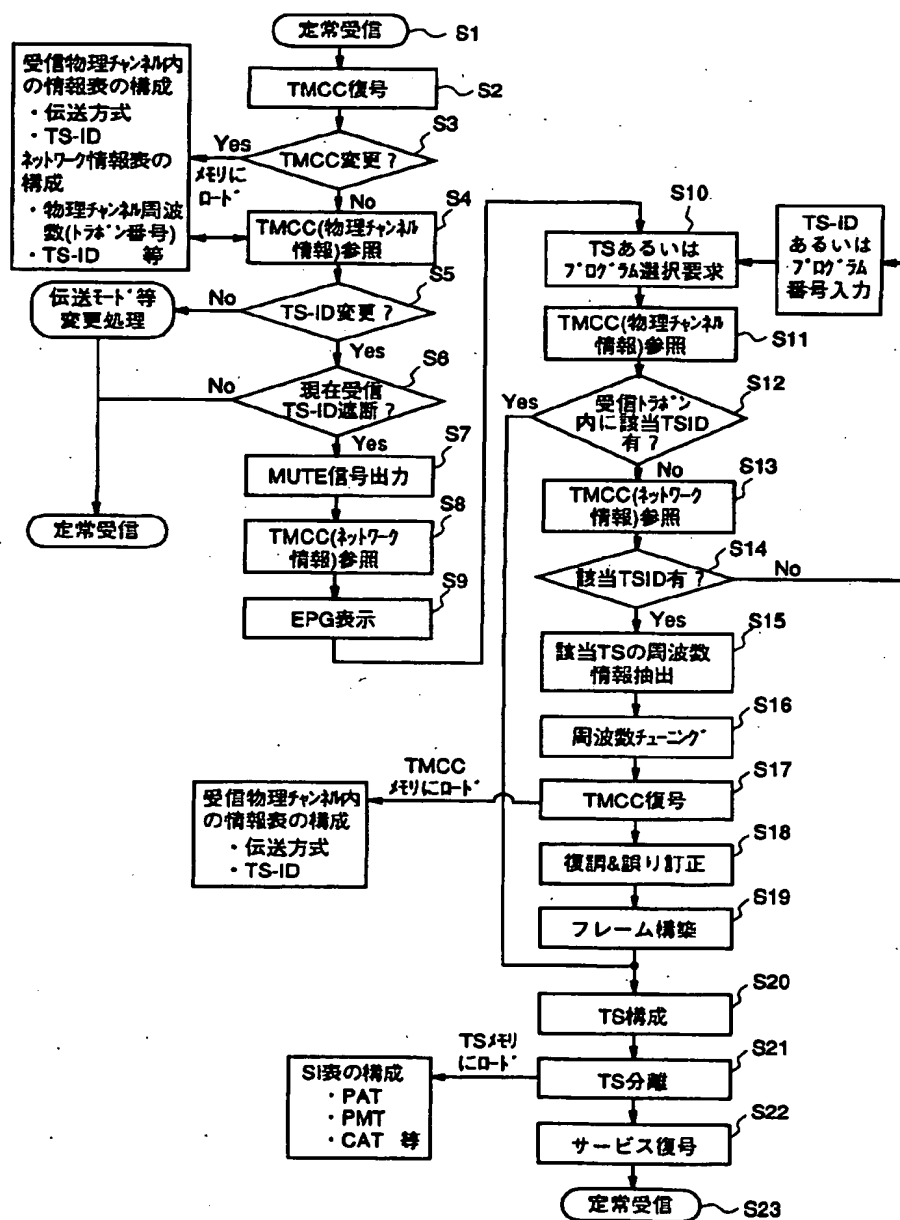 定常受信
S1
TMCC復号
S2
S3
TMCC変更？
Yes
メモリに
ロード
No
受信物理チャンネル内
の情報表の構成
・伝送方式
・TS-ID
ネットワーク情報表の
構成
・物理チャンネル周波
数(トラポン番号)
・TS-ID 等
S4
TMCC(物理チャンネル
情報)参照
S5
TS-ID変更？
No
伝送モード等
変更処理
Yes
S6
現在受信
TS-ID遮断？
No
Yes
定常受信
S7
MUTE信号出力
S8
TMCC(ネットワーク
情報)参照
S9
EPG表示
S10
TSあるいは
プログラム選択要求
TS-ID
あるいは
プログラム
番号入力
TMCC(物理チャンネル
情報)参照
S11
S12
受信トラポン
内に該当TSID
有？
Yes
No
S13
TMCC(ネットワーク
情報)参照
S14
該当TSID有？
No
Yes
S15
該当TSの周波数
情報抽出
S16
周波数チューニング
S17
TMCC復号
TMCC
メモリにロード
受信物理チャンネル内
の情報表の構成
・伝送方式
・TS-ID
S18
復調&誤り訂正
S19
フレーム構築
S20
TS構成
S21
TS分離
TSメモリ
にロード
SI表の構成
・PAT
・PMT
・CAT 等
S22
サービス復号
定常受信
S23